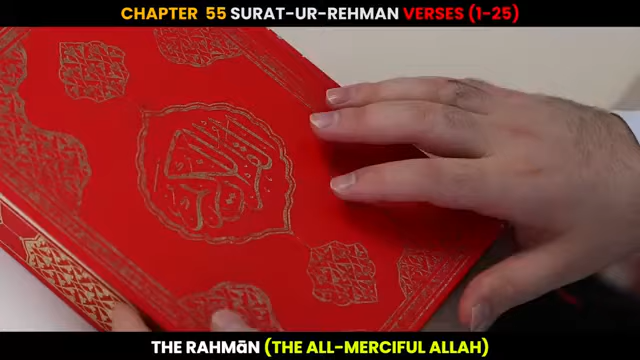 CHAPTER 55 SURAT-UR-REHMAN VERSES (1-25)
THE RAHMāN (THE ALL-MERCIFUL ALLAH)